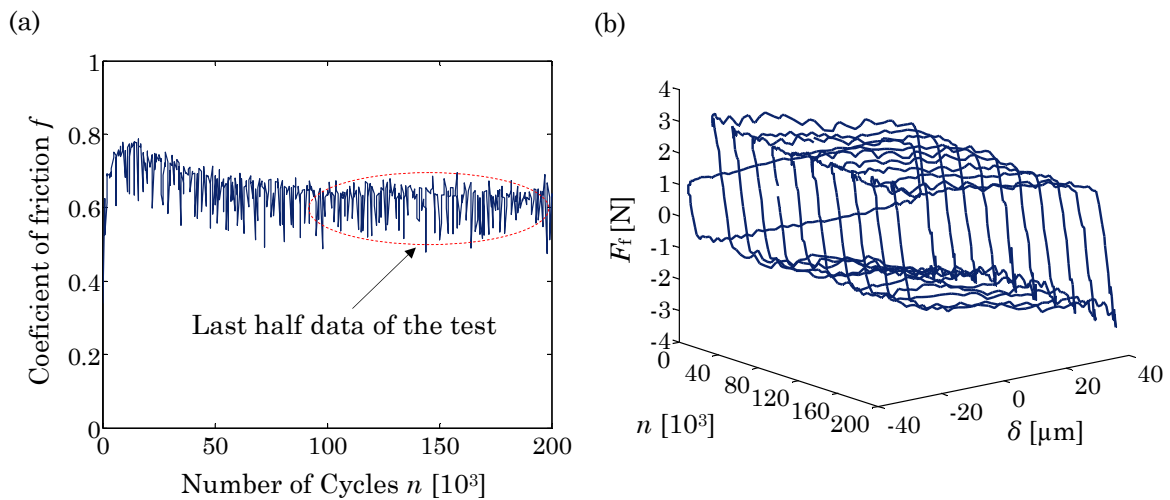 (a)
1
0.8
0.6
0.4
0.2
0
0 50 100 150 200
Coeficient of friction f
Number of Cycles n [10³]
Last half data of the test
(b)
4
3
2
1
0
-1
-2
-3
-4
F_f [N]
0
40
80
120
160
200
n [10³]
-40
-20
0
20
40
δ [μm]